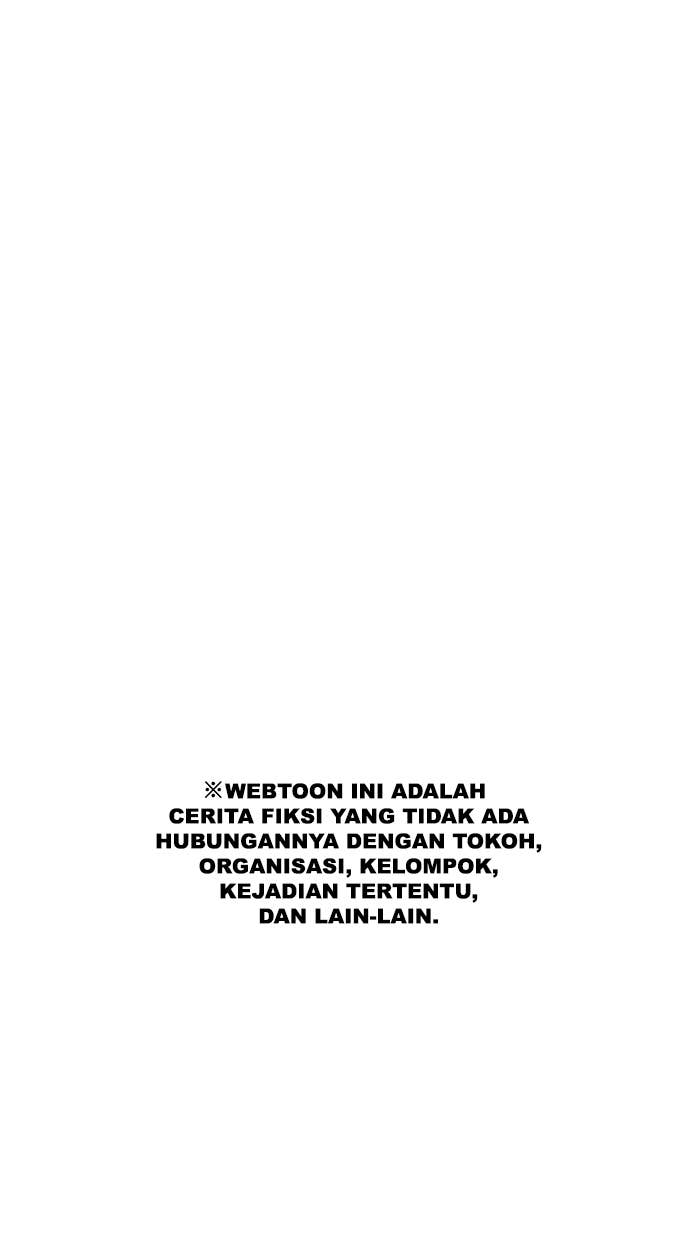 ※WEBTOON INI ADALAH
CERITA FIKSI YANG TIDAK ADA
HUBUNGANNYA DENGAN TOKOH,
ORGANISASI, KELOMPOK,
KEJADIAN TERTENTU,
DAN LAIN-LAIN.